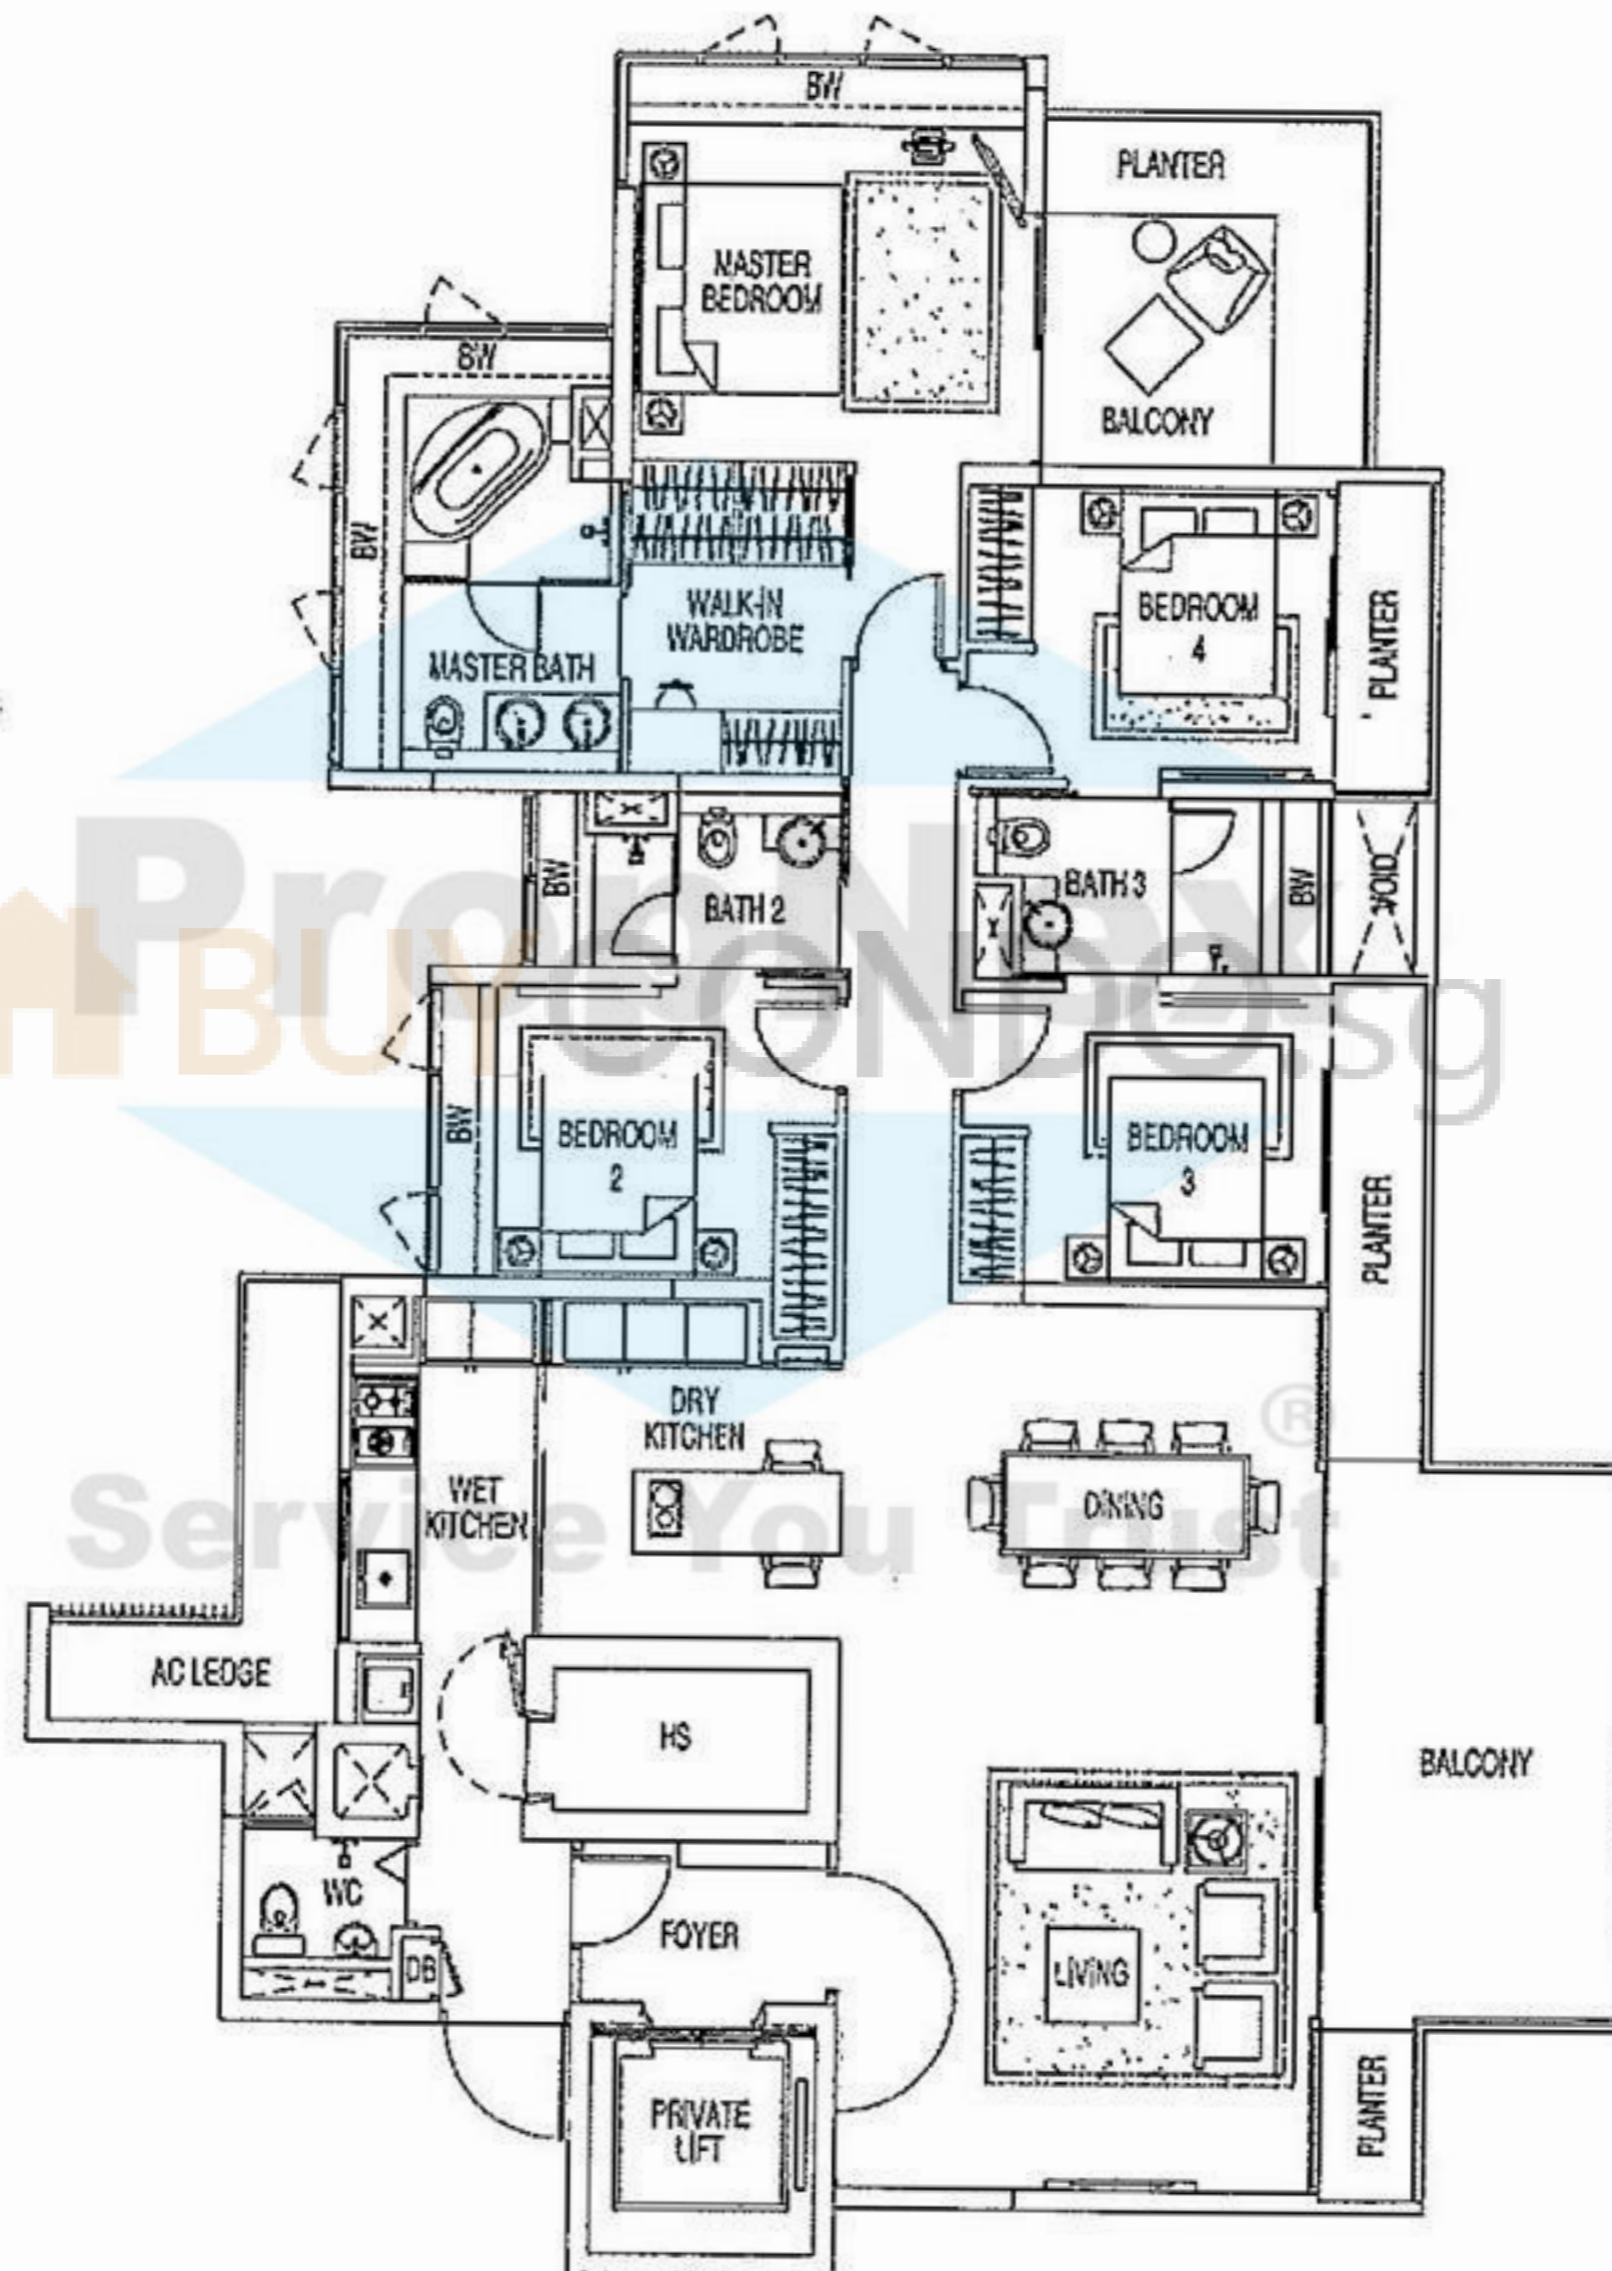 BW
PLANTER
MASTER
BEDROOM
BW
BALCONY
BW
WALK-IN
WARDROBE
BEDROOM
4
PLANTER
MASTER BATH
BW
BATH 2
BATH 3
BW
VOID
PropNex
BUYCONDO.sg
BW
BEDROOM
2
BEDROOM
3
PLANTER
DRY
KITCHEN
®
WET
KITCHEN
DINING
Service You Trust
AC LEDGE
HS
BALCONY
WC
FOYER
DB
LIVING
PRIVATE
LIFT
PLANTER